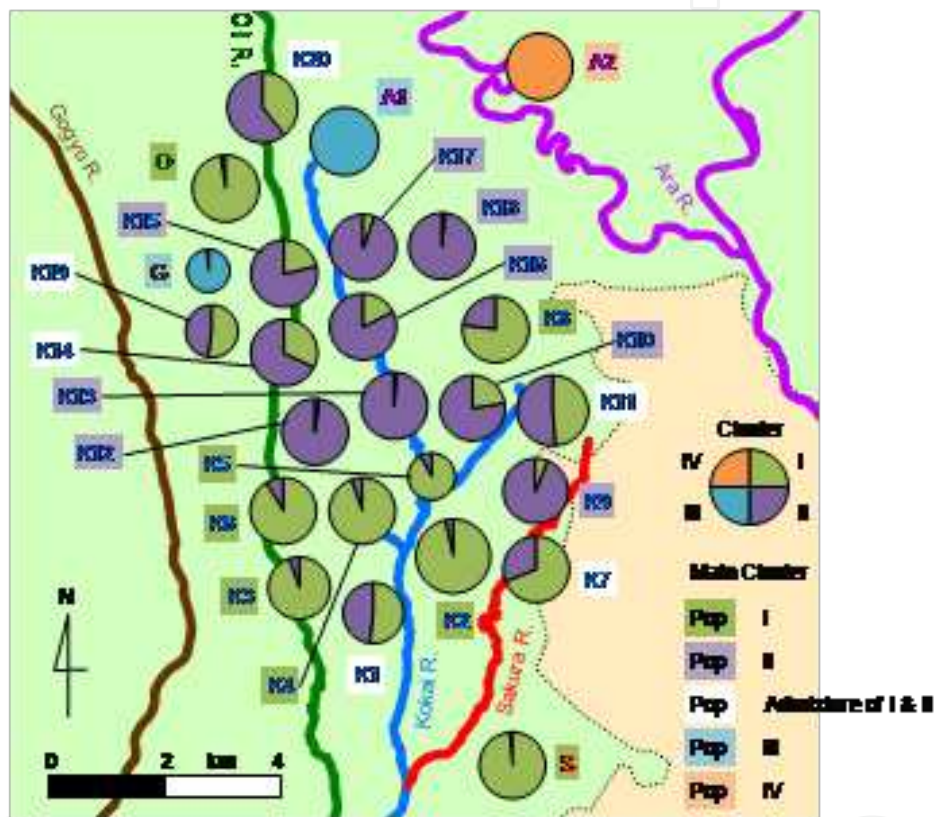 OI R.
K20
A1
A2
Gogyo R.
O
K17
Ara R.
K15
K18
G
K16
K19
K8
K14
K10
K13
K11
Cluster
K12
IV
I
K5
III
II
K9
K6
Main Cluster
K7
N
K3
K2
Pop I
Pop II
K4
K1
Kokai R.
Sakura R.
Pop Admixture of I & II
Pop III
0 2 km 4
S
Pop IV